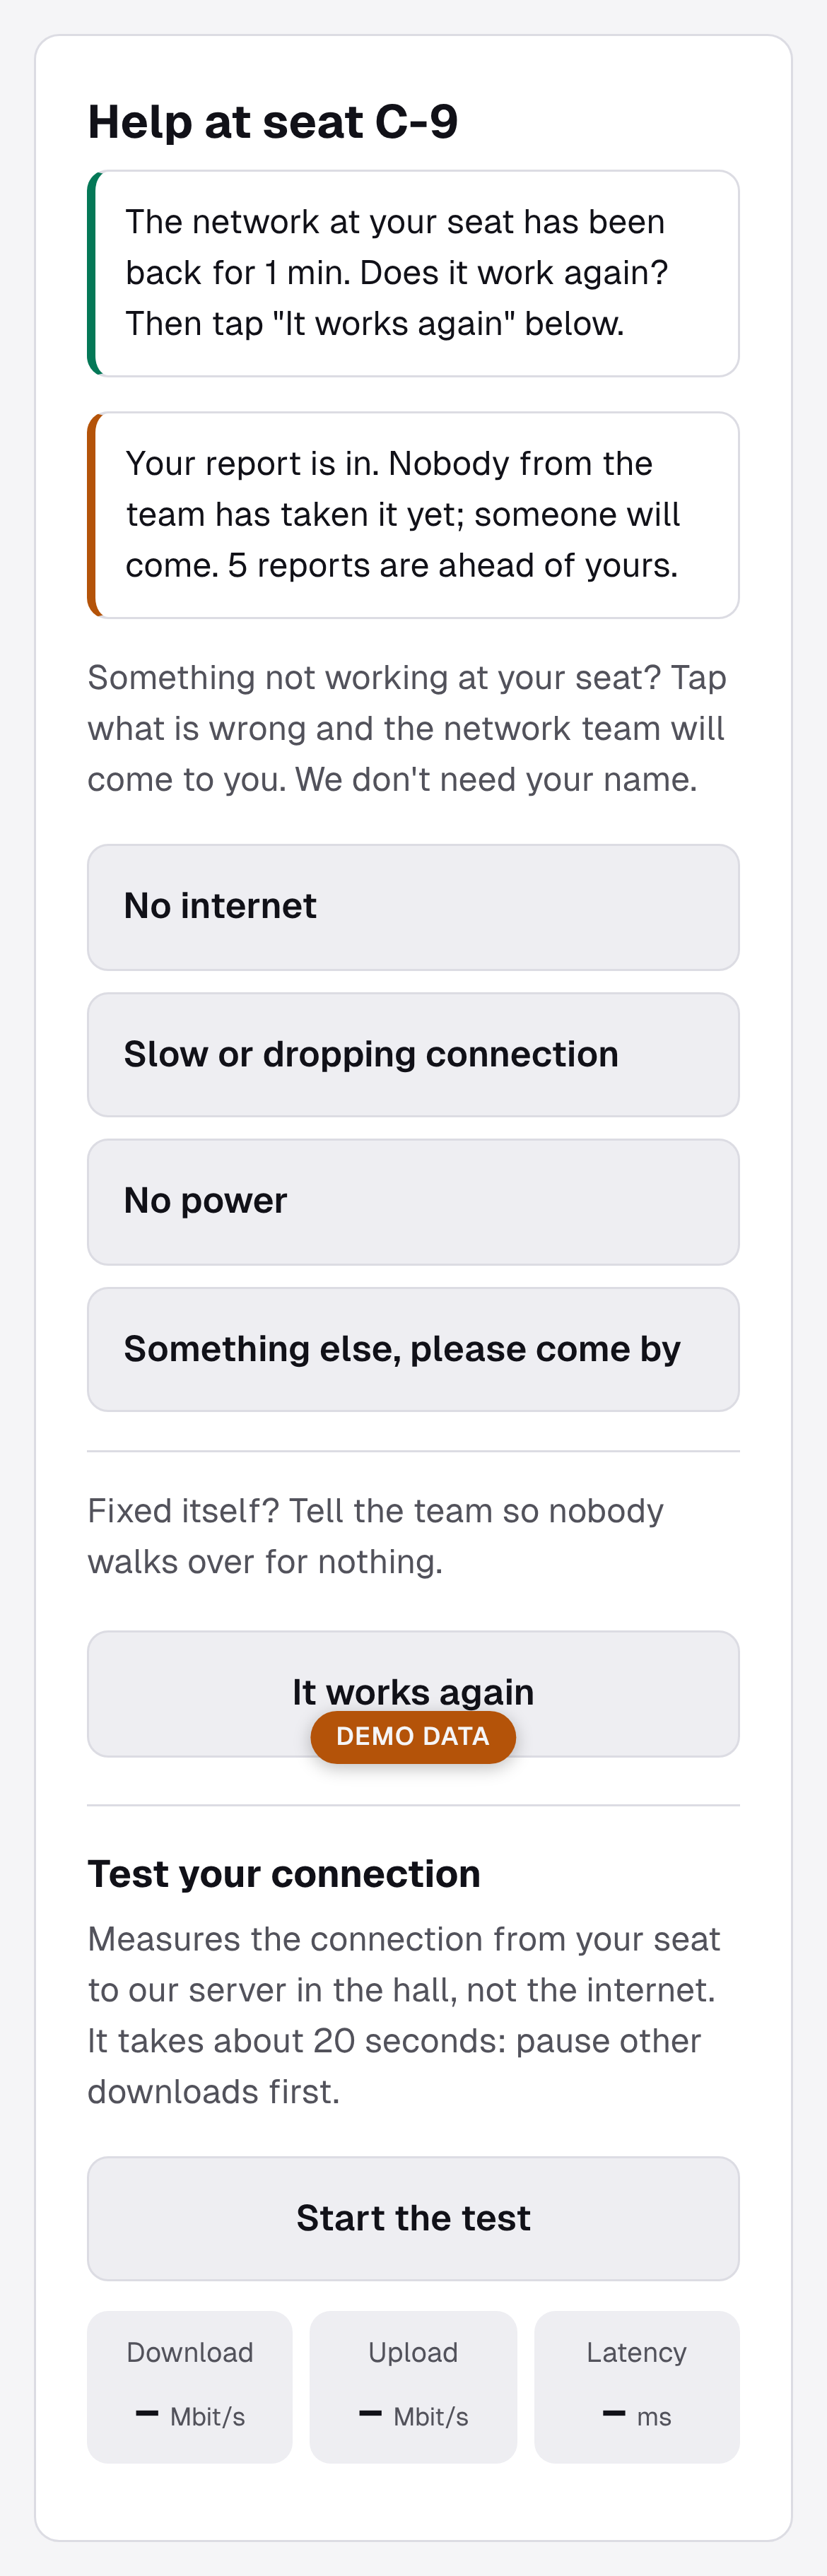 Help at seat C-9
The network at your seat has been
back for 1 min. Does it work again?
Then tap "It works again" below.
Your report is in. Nobody from the
team has taken it yet; someone will
come. 5 reports are ahead of yours.
Something not working at your seat? Tap
what is wrong and the network team will
come to you. We don't need your name.
No internet
Slow or dropping connection
No power
Something else, please come by
Fixed itself? Tell the team so nobody
walks over for nothing.
It works again
DEMO DATA
Test your connection
Measures the connection from your seat
to our server in the hall, not the internet.
It takes about 20 seconds: pause other
downloads first.
Start the test
Download Upload Latency
– Mbit/s – Mbit/s – ms